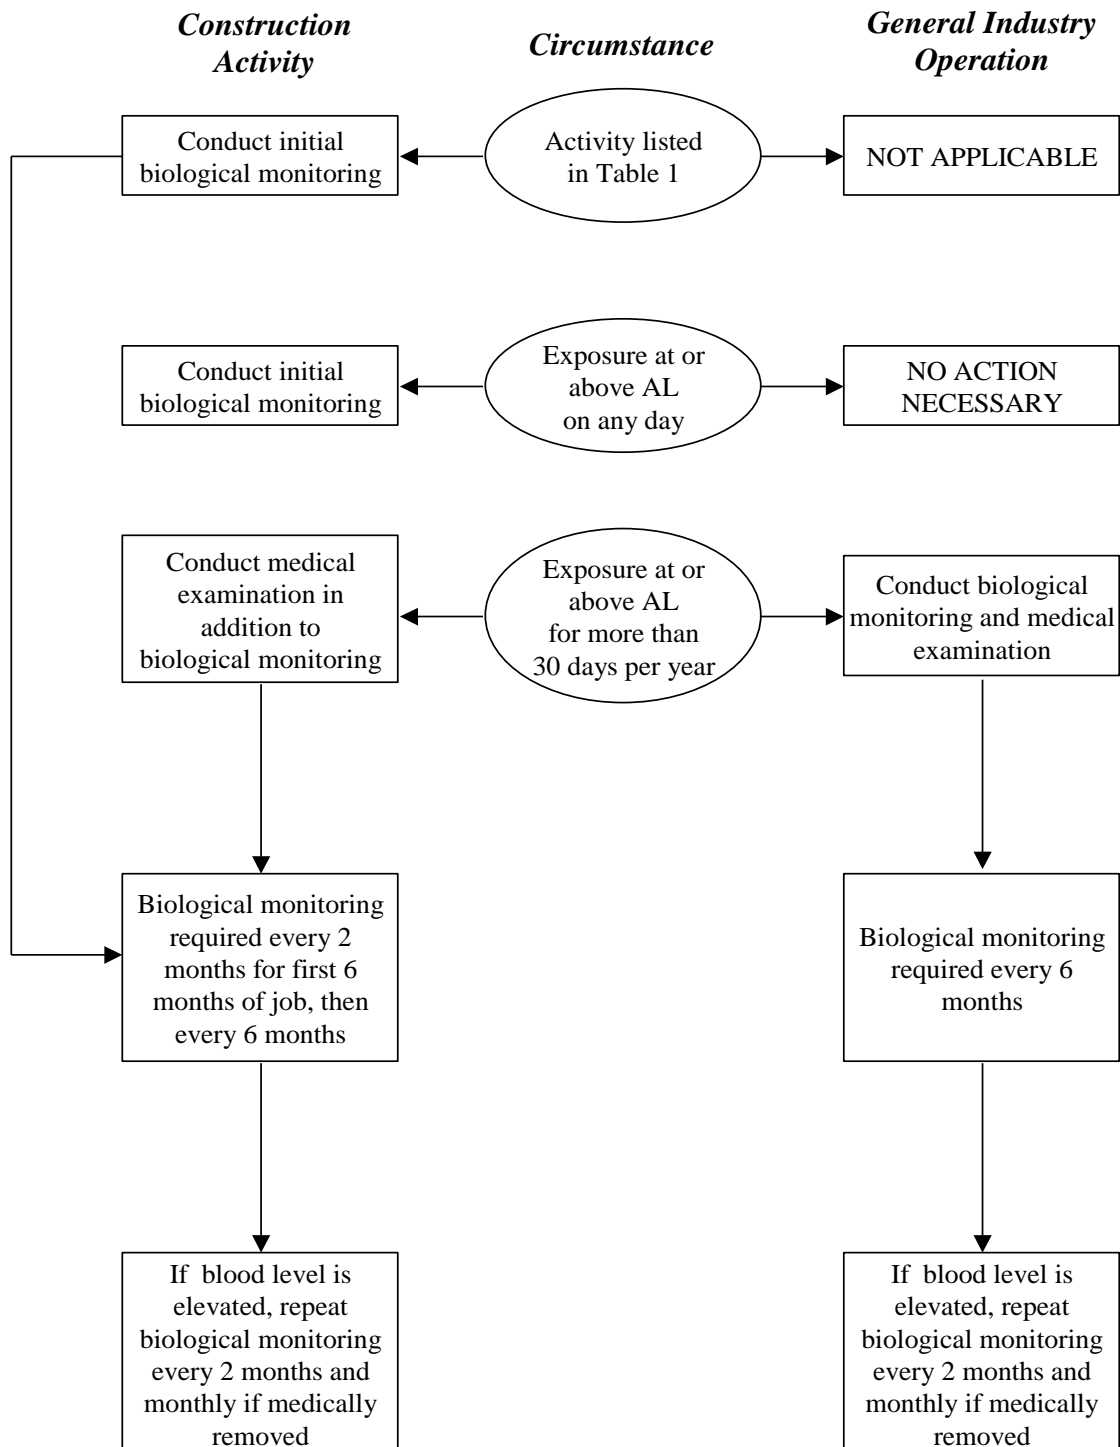 Construction
Activity
Circumstance
General Industry
Operation
Conduct initial
biological monitoring
Activity listed
in Table 1
NOT APPLICABLE
Conduct initial
biological monitoring
Exposure at or
above AL
on any day
NO ACTION
NECESSARY
Conduct medical
examination in
addition to
biological monitoring
Exposure at or
above AL
for more than
30 days per year
Conduct biological
monitoring and medical
examination
Biological monitoring
required every 2
months for first 6
months of job, then
every 6 months
Biological monitoring
required every 6
months
If blood level is
elevated, repeat
biological monitoring
every 2 months and
monthly if medically
removed
If blood level is
elevated, repeat
biological monitoring
every 2 months and
monthly if medically
removed